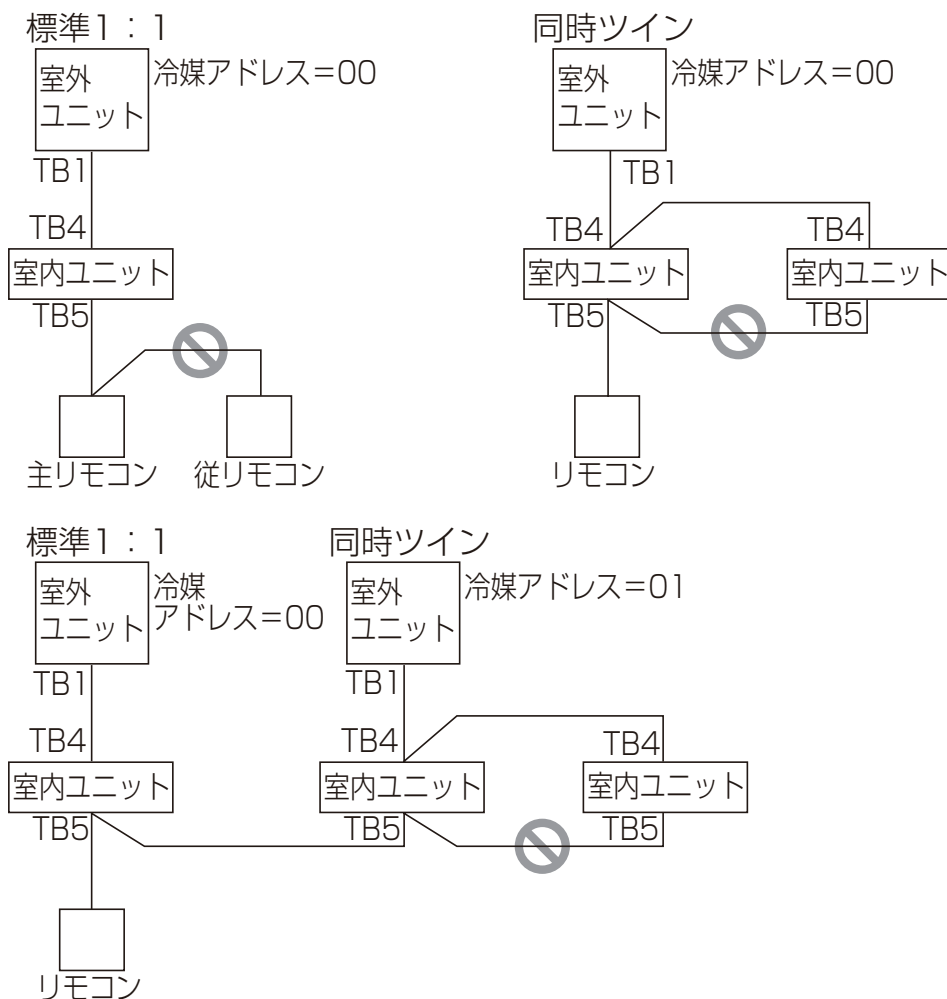 標準1：1
室外
ユニット
冷媒アドレス=00
TB1
TB4
室内ユニット
TB5
主リモコン
従リモコン
同時ツイン
室外
ユニット
冷媒アドレス=00
TB1
TB4
TB4
室内ユニット
室内ユニット
TB5
TB5
リモコン
標準1：1
室外
ユニット
冷媒
アドレス=00
TB1
TB4
室内ユニット
TB5
リモコン
同時ツイン
室外
ユニット
冷媒アドレス=01
TB1
TB4
TB4
室内ユニット
室内ユニット
TB5
TB5